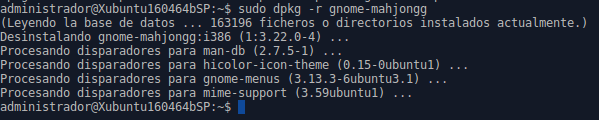 administrador@Xubuntu160464bSP:~$ sudo dpkg -r gnome-mahjongg
(Leyendo la base de datos ... 163196 ficheros o directorios instalados actualmente.)
Desinstalando gnome-mahjongg:i386 (1:3.22.0-4) ...
Procesando disparadores para man-db (2.7.5-1) ...
Procesando disparadores para hicolor-icon-theme (0.15-0ubuntu1) ...
Procesando disparadores para gnome-menus (3.13.3-6ubuntu3.1) ...
Procesando disparadores para mime-support (3.59ubuntu1) ...
administrador@Xubuntu160464bSP:~$